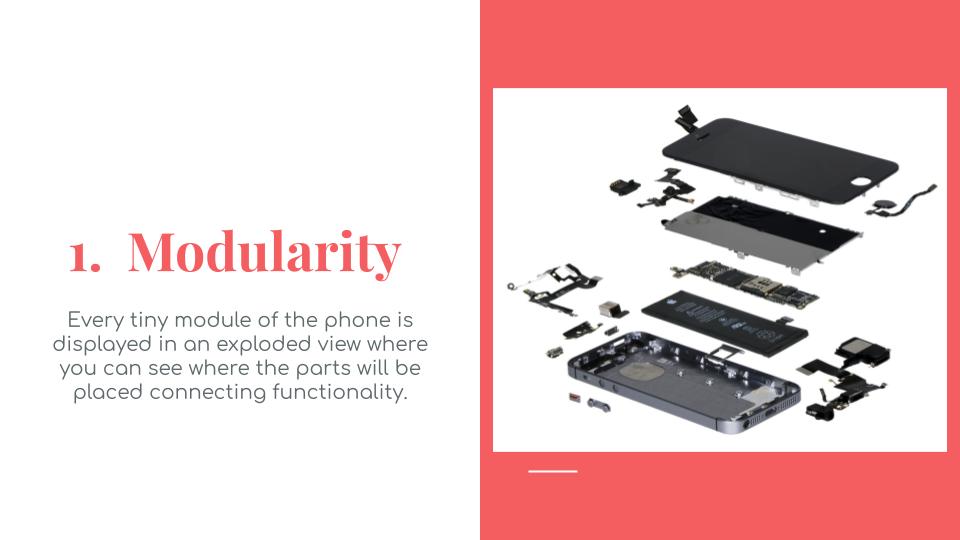 1. Modularity
Every tiny module of the phone is
displayed in an exploded view where
you can see where the parts will be
placed connecting functionality.